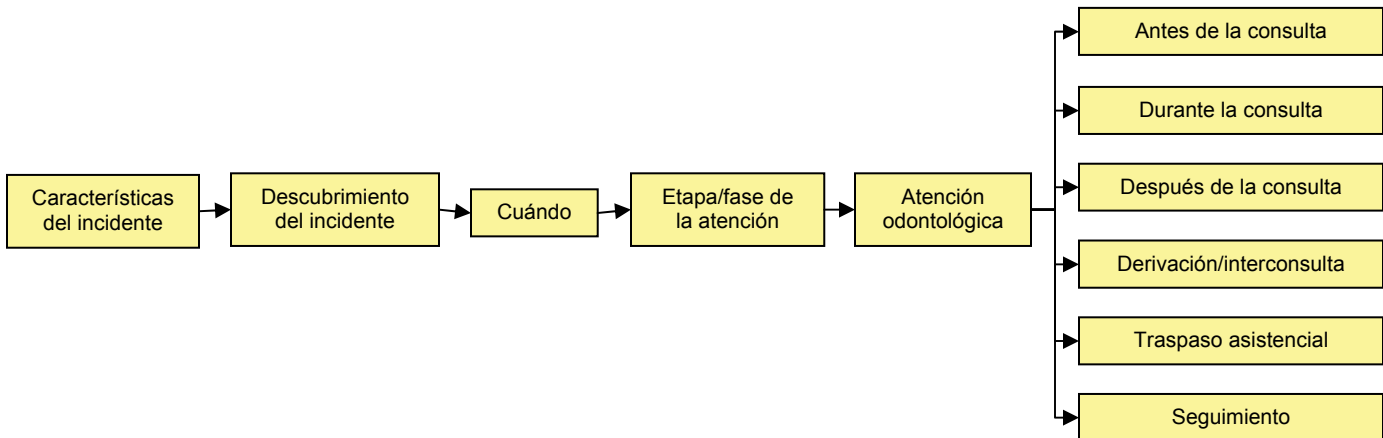 Características
del incidente
Descubrimiento
del incidente
Cuándo
Etapa/fase de
la atención
Atención
odontológica
Antes de la consulta
Durante la consulta
Después de la consulta
Derivación/interconsulta
Traspaso asistencial
Seguimiento